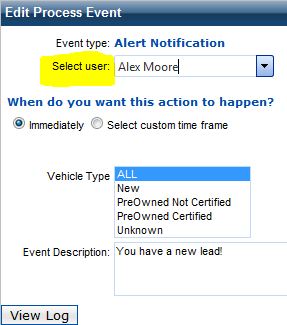 Edit Process Event
Event type: Alert Notification
Select user: Alex Moore
When do you want this action to happen?
Immediately Select custom time frame
Vehicle Type ALL
New
PreOwned Not Certified
PreOwned Certified
Unknown
Event Description: You have a new lead!
View Log